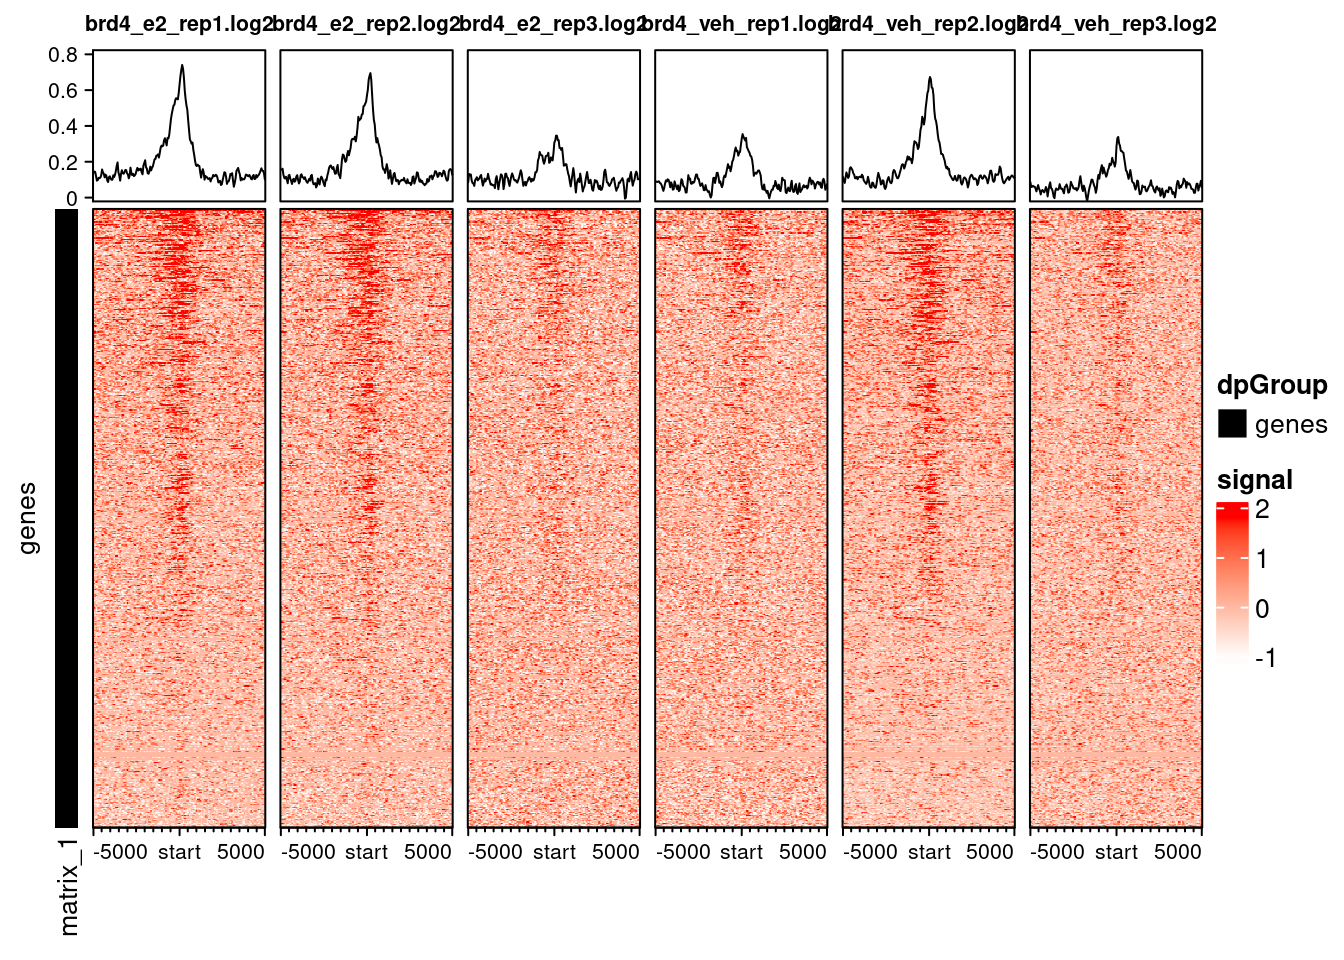 brd4_e2_rep1.log2 brd4_e2_rep2.log2 brd4_e2_rep3.log2 brd4_veh_rep1.log2 brd4_veh_rep2.log2 brd4_veh_rep3.log2
0.8
0.6
0.4
0.2
0
genes
matrix_1
-5000 start 5000 -5000 start 5000 -5000 start 5000 -5000 start 5000 -5000 start 5000 -5000 start 5000
dpGroup
genes
signal
2
1
0
-1